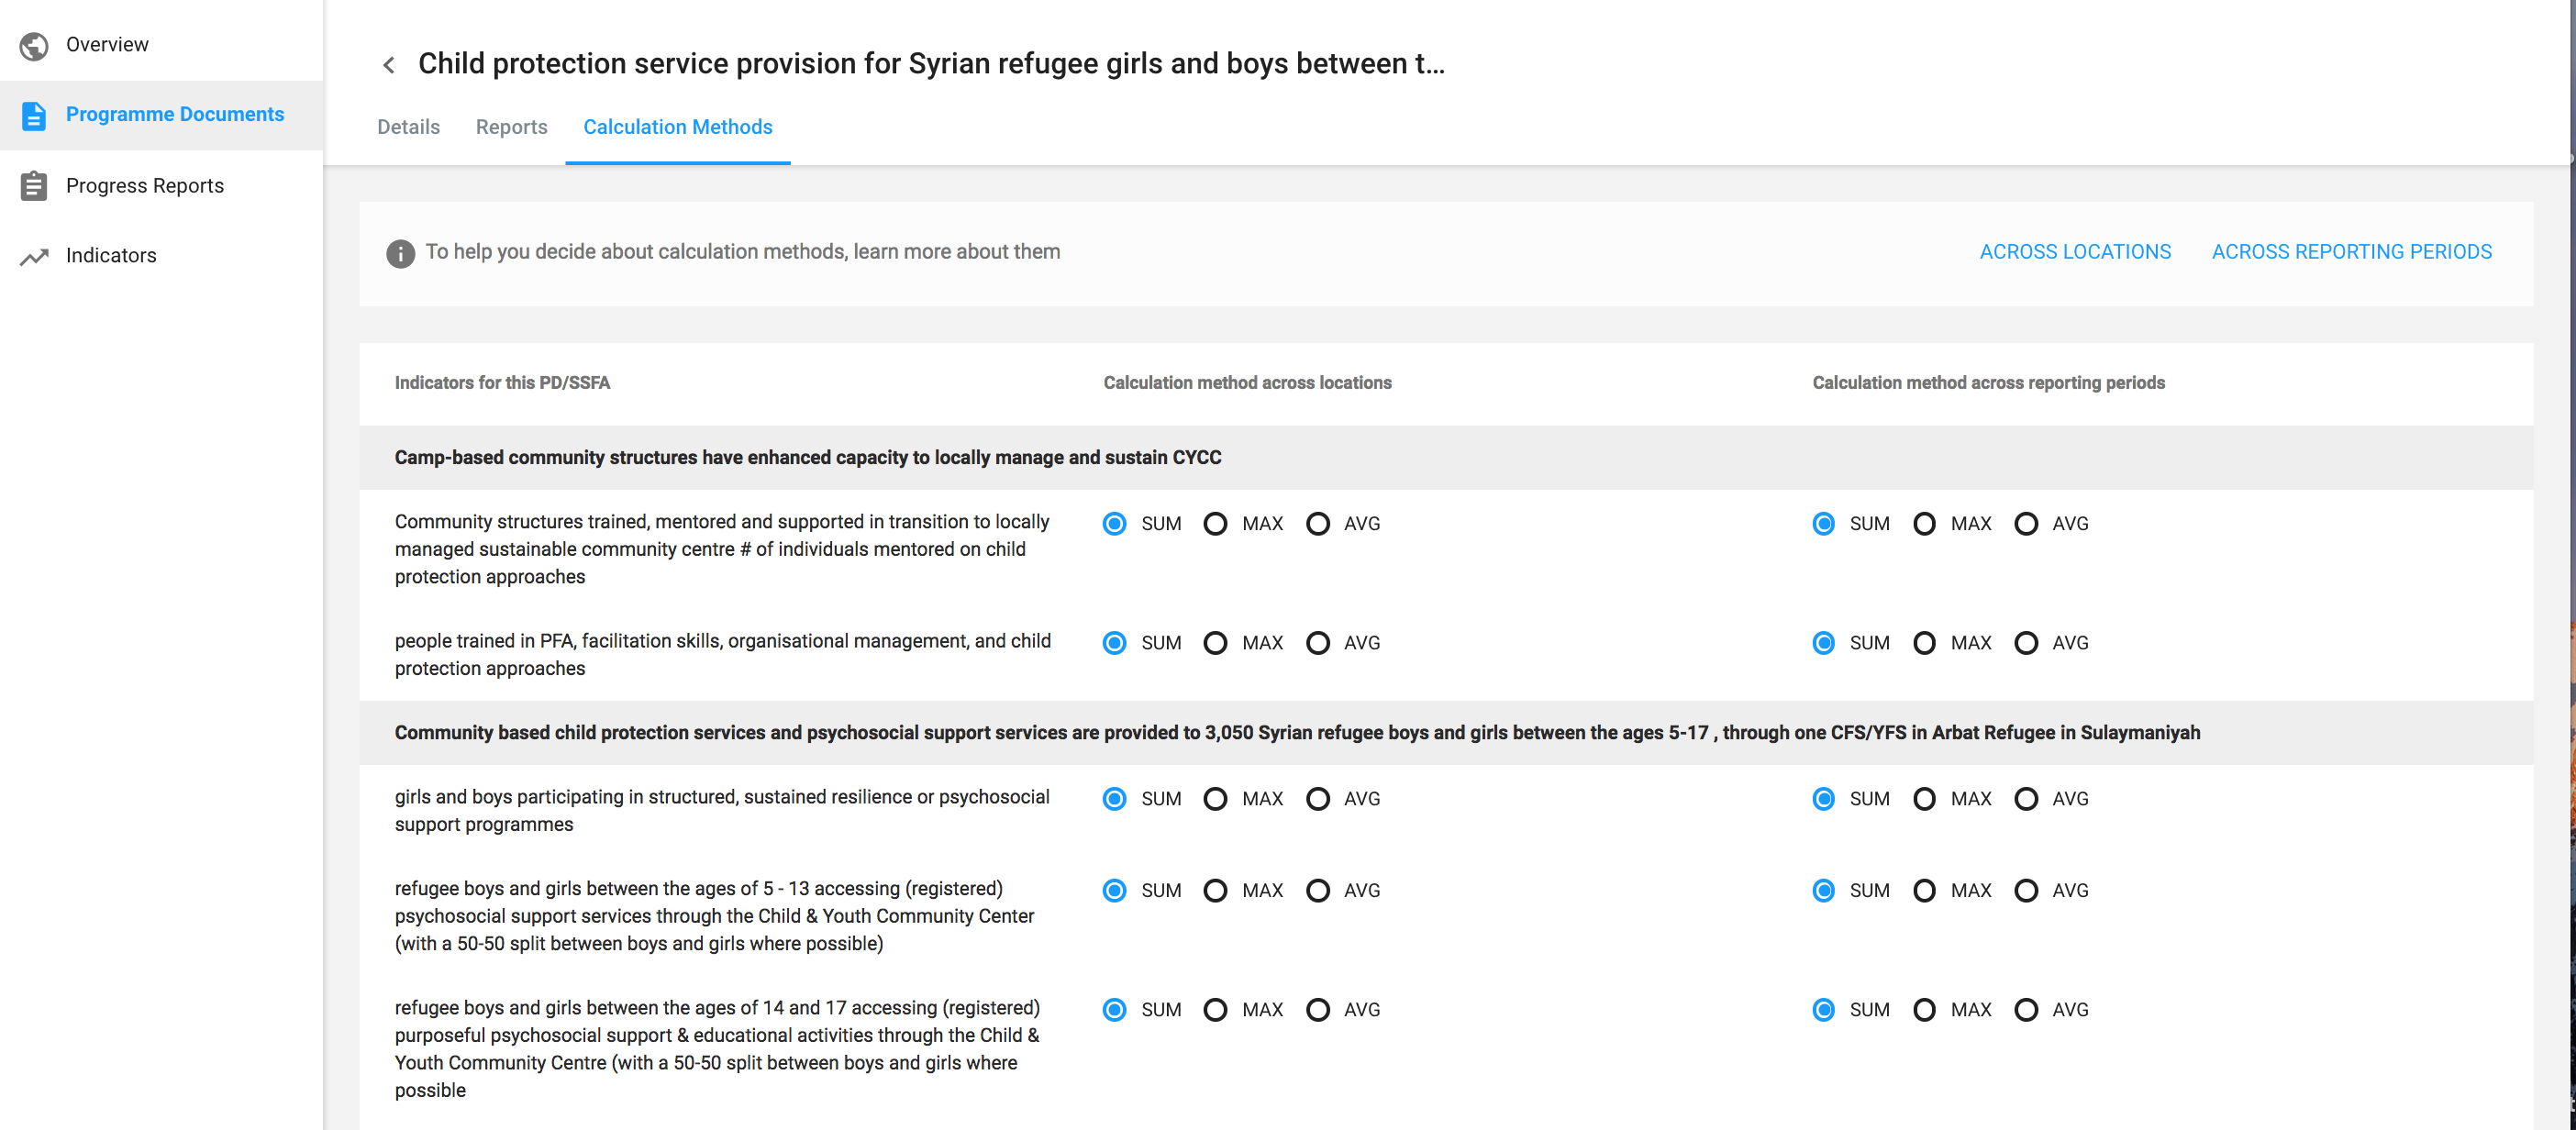 Overview
Programme Documents
Progress Reports
Indicators
Child protection service provision for Syrian refugee girls and boys between t...
Details Reports Calculation Methods
To help you decide about calculation methods, learn more about them ACROSS LOCATIONS ACROSS REPORTING PERIODS
Indicators for this PD/SSFA Calculation method across locations Calculation method across reporting periods
Camp-based community structures have enhanced capacity to locally manage and sustain CYCC
Community structures trained, mentored and supported in transition to locally
managed sustainable community centre # of individuals mentored on child
protection approaches
SUM MAX AVG SUM MAX AVG
people trained in PFA, facilitation skills, organisational management, and child
protection approaches
SUM MAX AVG SUM MAX AVG
Community based child protection services and psychosocial support services are provided to 3,050 Syrian refugee boys and girls between the ages 5-17 , through one CFS/YFS in Arbat Refugee in Sulaymaniyah
girls and boys participating in structured, sustained resilience or psychosocial
support programmes
SUM MAX AVG SUM MAX AVG
refugee boys and girls between the ages of 5 - 13 accessing (registered)
psychosocial support services through the Child & Youth Community Center
(with a 50-50 split between boys and girls where possible)
SUM MAX AVG SUM MAX AVG
refugee boys and girls between the ages of 14 and 17 accessing (registered)
purposeful psychosocial support & educational activities through the Child &
Youth Community Centre (with a 50-50 split between boys and girls where
possible
SUM MAX AVG SUM MAX AVG